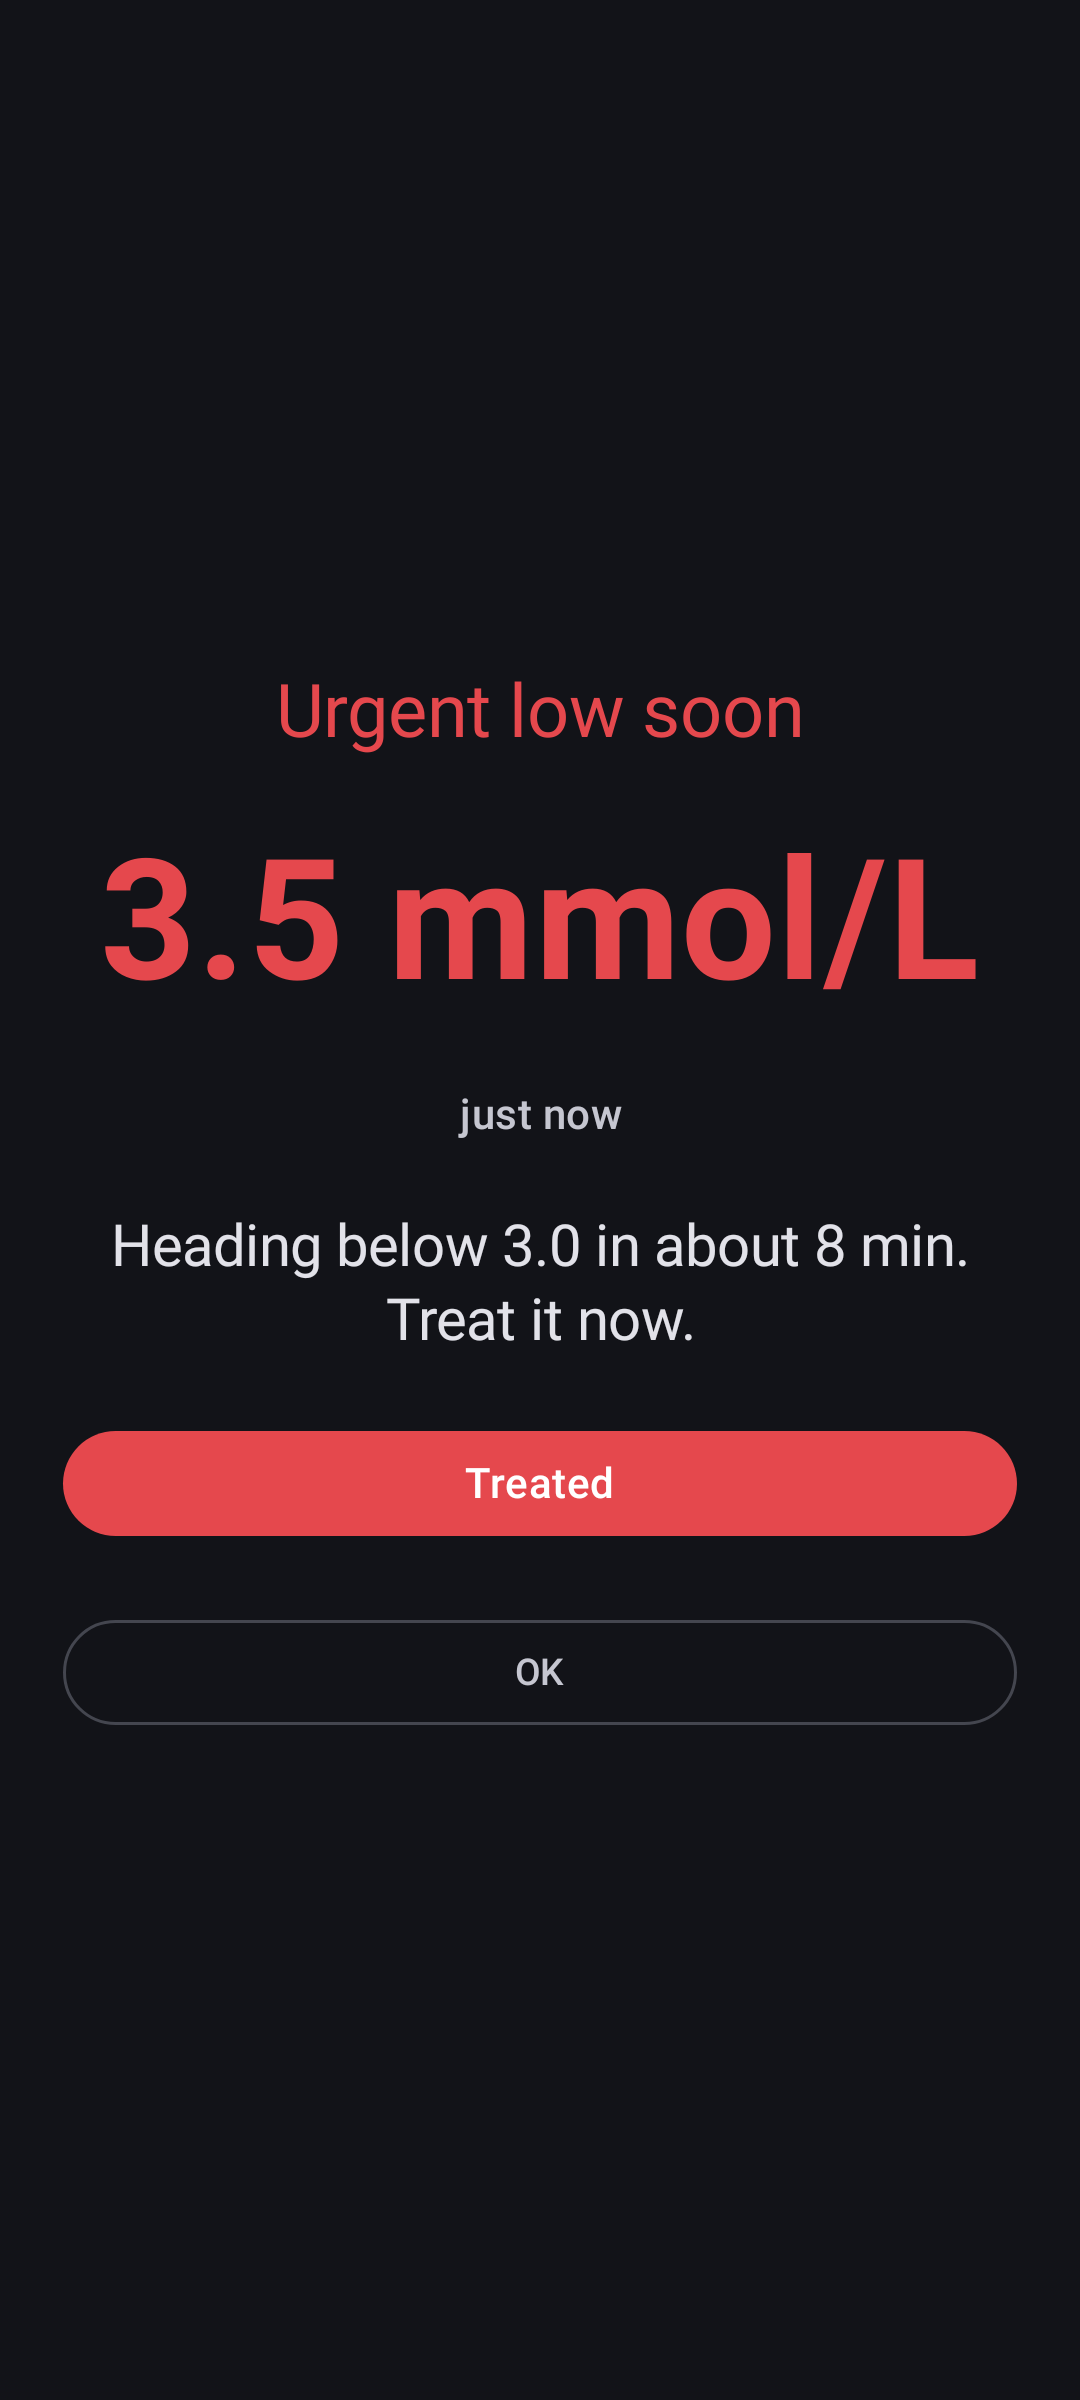 Urgent low soon
3.5 mmol/L
just now
Heading below 3.0 in about 8 min.
Treat it now.
Treated
OK